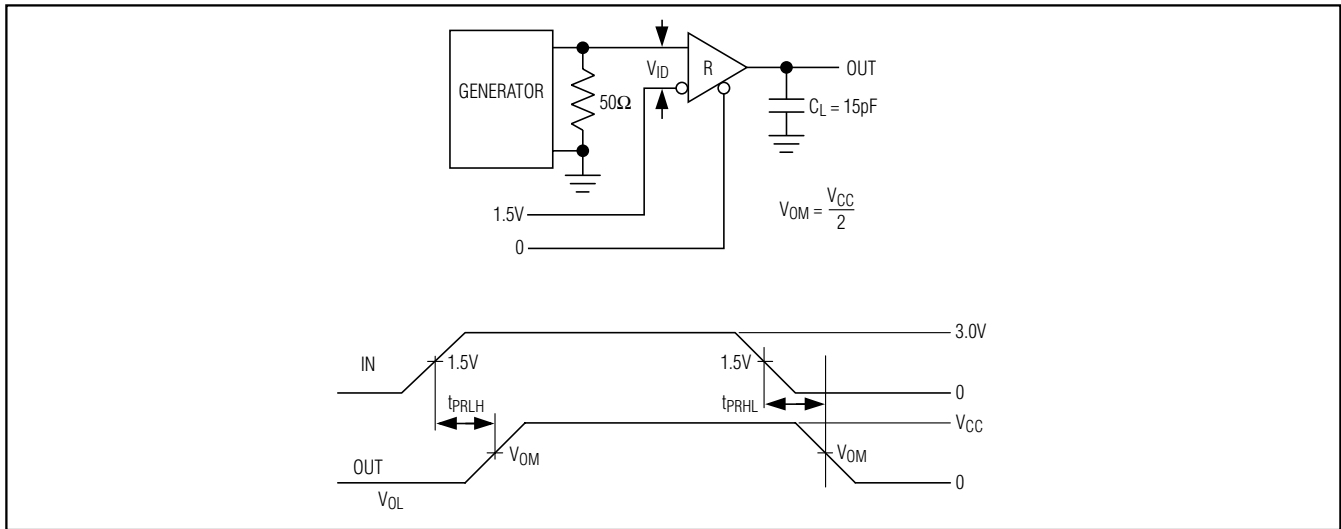 GENERATOR
50Ω
V_ID
R
OUT
C_L = 15pF
V_OM = V_CC / 2
1.5V
0
3.0V
IN
1.5V
1.5V
0
t_PRLH
t_PRHL
V_CC
OUT
V_OM
V_OM
0
V_OL